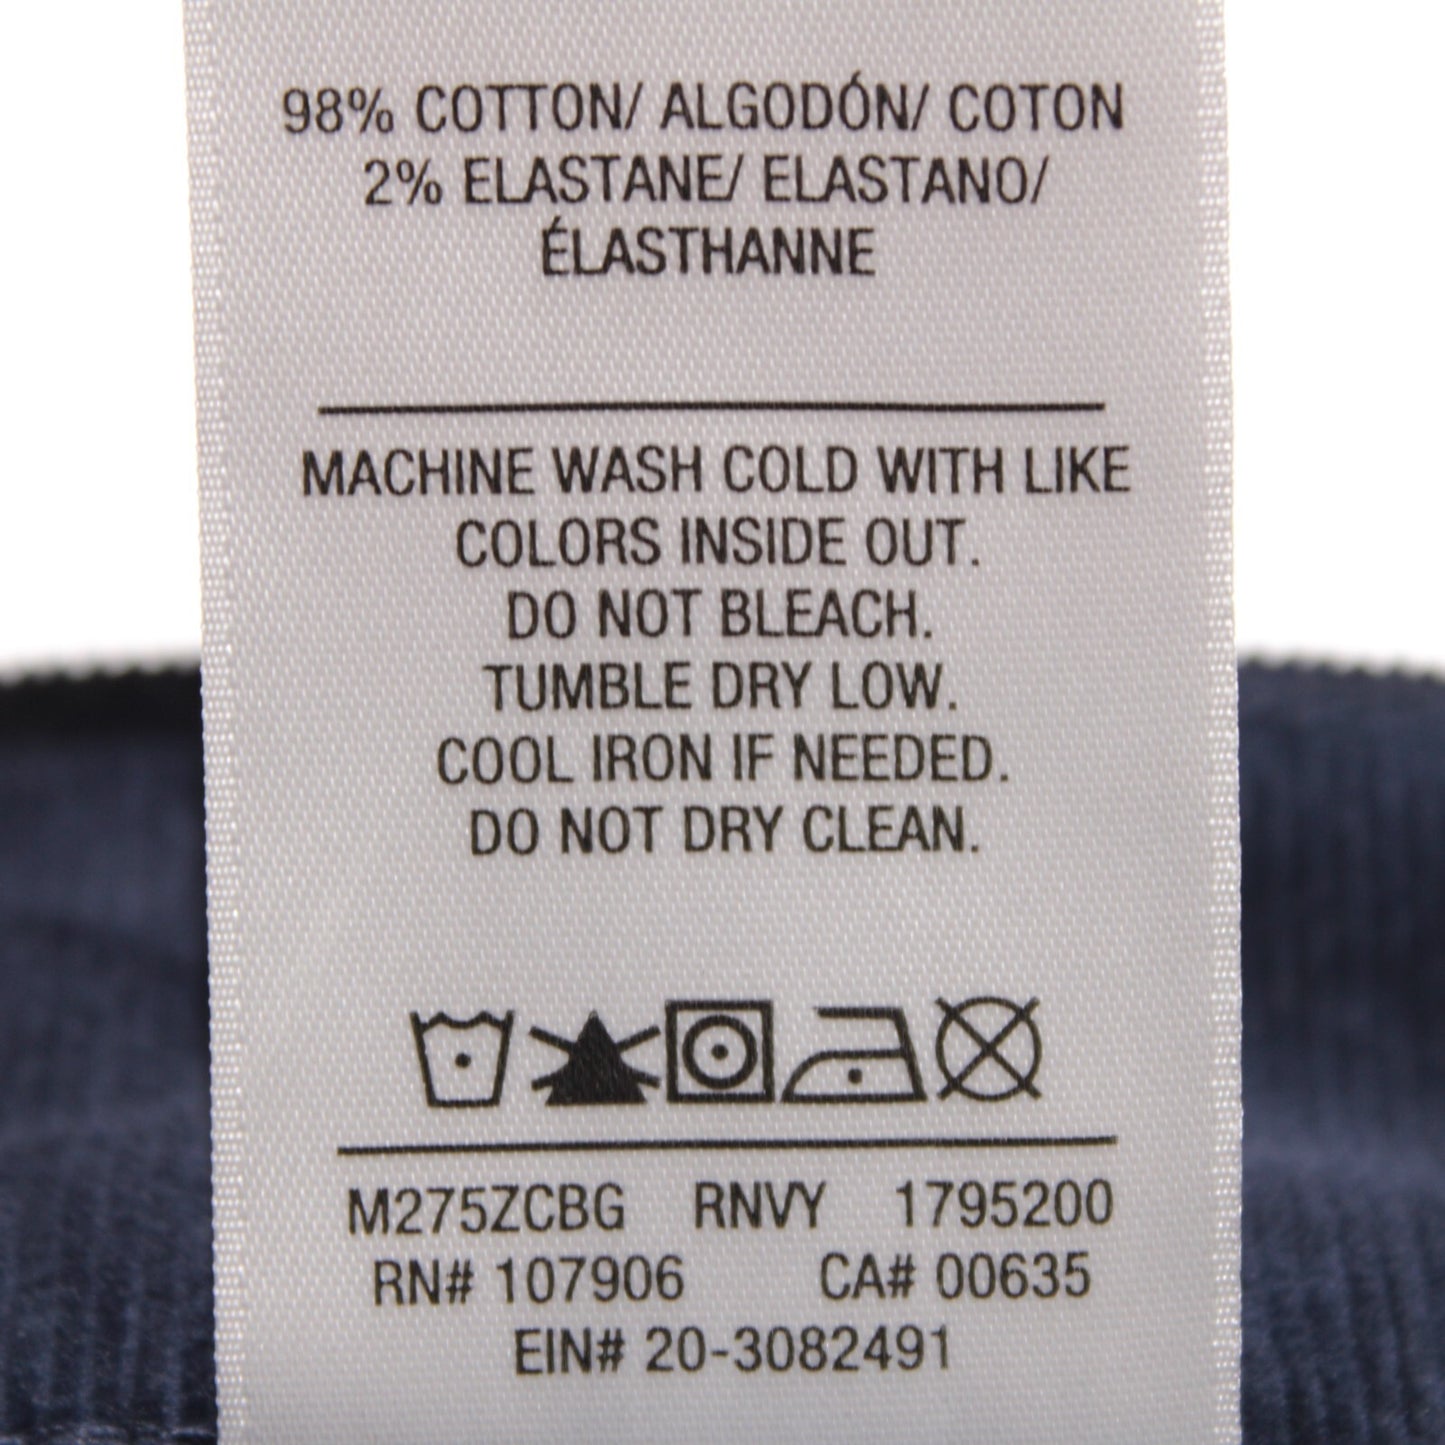 98% COTTON/ ALGODÓN/ COTON
2% ELASTANE/ ELASTANO/
ÉLASTHANNE
MACHINE WASH COLD WITH LIKE
COLORS INSIDE OUT.
DO NOT BLEACH.
TUMBLE DRY LOW.
COOL IRON IF NEEDED.
DO NOT DRY CLEAN.
M275ZCBG RNVY 1795200
RN# 107906 CA# 00635
EIN# 20-3082491